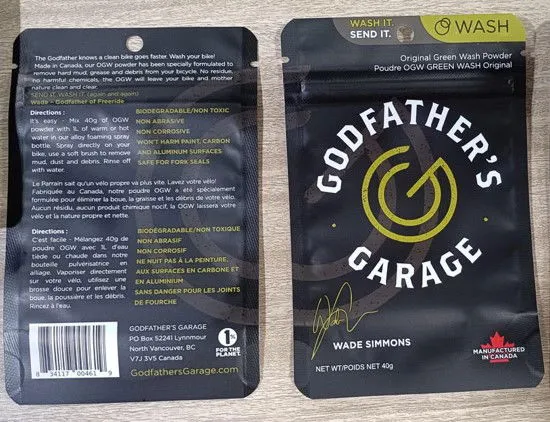 The Godfather knows a clean bike goes faster. Wash your bike!
Made in Canada, our OGW powder has been specially formulated to
remove hard mud, grease and debris from your bicycle. No residue,
no harmful chemicals, the OGW will leave your bike and mother
nature clean and clear.
SEND IT. WASH IT. (again and again)
Wade - Godfather of Freeride
Directions :
It's easy - Mix 40g of OGW
powder with 1L of warm or hot
water in our alloy foaming spray
bottle. Spray directly on your
bike, use a soft brush to remove
mud, dust and debris. Rinse off
with water.
BIODEGRADABLE/NON TOXIC
NON ABRASIVE
NON CORROSIVE
WON'T HARM PAINT, CARBON
AND ALUMINUM SURFACES
SAFE FOR FORK SEALS
Le Parrain sait qu'un vélo propre va plus vite. Lavez votre vélo!
Fabriquée au Canada, notre poudre OGW a été spécialement
formulée pour éliminer la boue, la graisse et les débris de votre vélo.
Aucun résidu, aucun produit chimique nocif, la OGW laissera votre
vélo et la nature propre et nette.
Directions :
C'est facile - Mélangez 40g de
poudre OGW avec 1L d'eau
tiède ou chaude dans notre
bouteille pulvérisatrice en
alliage. Vaporiser directement
sur votre vélo, utilisez une
brosse douce pour enlever la
boue, la poussière et les débris.
Rincez à l'eau.
BIODÉGRADABLE/NON TOXIQUE
NON ABRASIF
NON CORROSIF
NE NUIT PAS À LA PEINTURE,
AUX SURFACES EN CARBONE ET
EN ALUMINIUM
SANS DANGER POUR LES JOINTS
DE FOURCHE
8 34117 00461 9
GODFATHER'S GARAGE
PO Box 52241 Lynnmour
North Vancouver, BC
V7J 3V5 Canada
GodfathersGarage.com
1%
FOR THE
PLANET
WASH IT.
SEND IT.
WASH
Original Green Wash Powder
Poudre OGW GREEN WASH Original
GODFATHER'S
GARAGE
WADE SIMMONS
MANUFACTURED
IN CANADA
NET WT/POIDS NET 40g